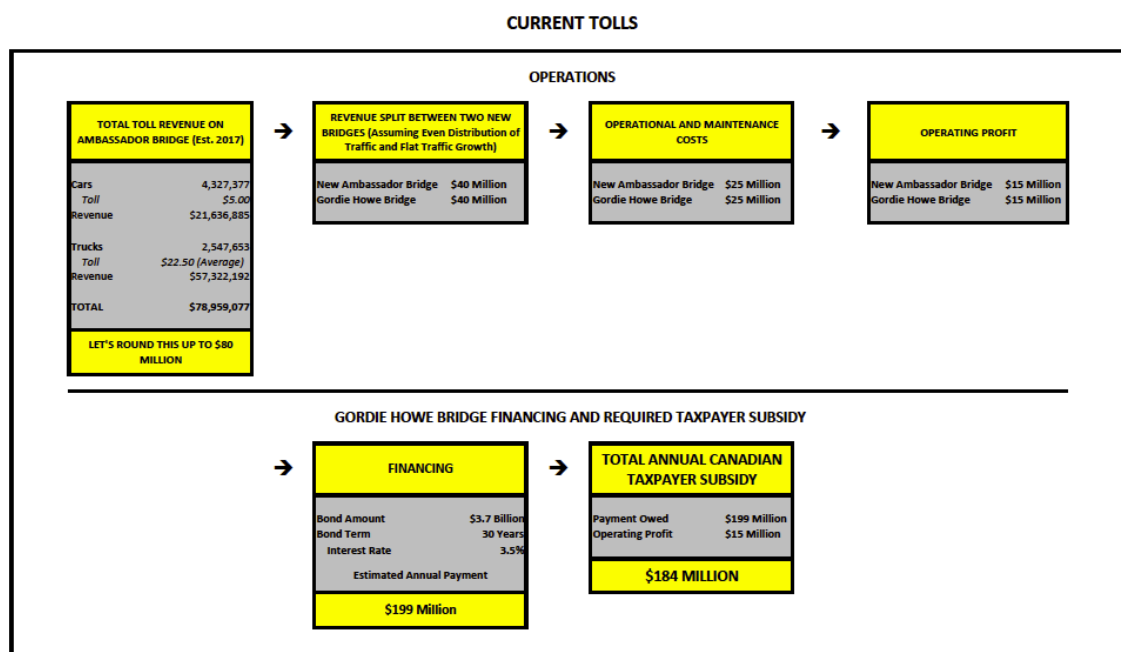 CURRENT TOLLS
OPERATIONS
TOTAL TOLL REVENUE ON
AMBASSADOR BRIDGE (Est. 2017)
Cars 4,327,377
Toll $5.00
Revenue $21,636,885
Trucks 2,547,653
Toll $22.50 (Average)
Revenue $57,322,192
TOTAL $78,959,077
LET'S ROUND THIS UP TO $80
MILLION
➔
REVENUE SPLIT BETWEEN TWO NEW
BRIDGES (Assuming Even Distribution of
Traffic and Flat Traffic Growth)
New Ambassador Bridge $40 Million
Gordie Howe Bridge $40 Million
➔
OPERATIONAL AND MAINTENANCE
COSTS
New Ambassador Bridge $25 Million
Gordie Howe Bridge $25 Million
➔
OPERATING PROFIT
New Ambassador Bridge $15 Million
Gordie Howe Bridge $15 Million
GORDIE HOWE BRIDGE FINANCING AND REQUIRED TAXPAYER SUBSIDY
➔
FINANCING
Bond Amount $3.7 Billion
Bond Term 30 Years
Interest Rate 3.5%
Estimated Annual Payment
$199 Million
➔
TOTAL ANNUAL CANADIAN
TAXPAYER SUBSIDY
Payment Owed $199 Million
Operating Profit $15 Million
$184 MILLION